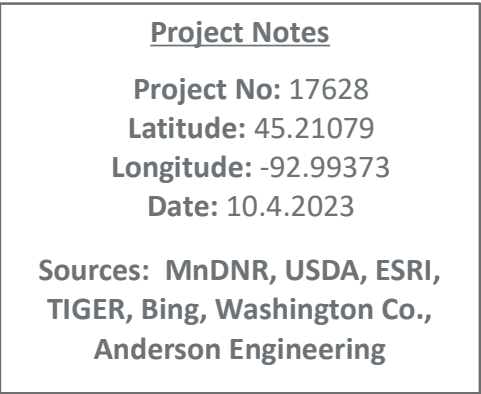 Project Notes
Project No: 17628
Latitude: 45.21079
Longitude: -92.99373
Date: 10.4.2023
Sources: MnDNR, USDA, ESRI,
TIGER, Bing, Washington Co.,
Anderson Engineering